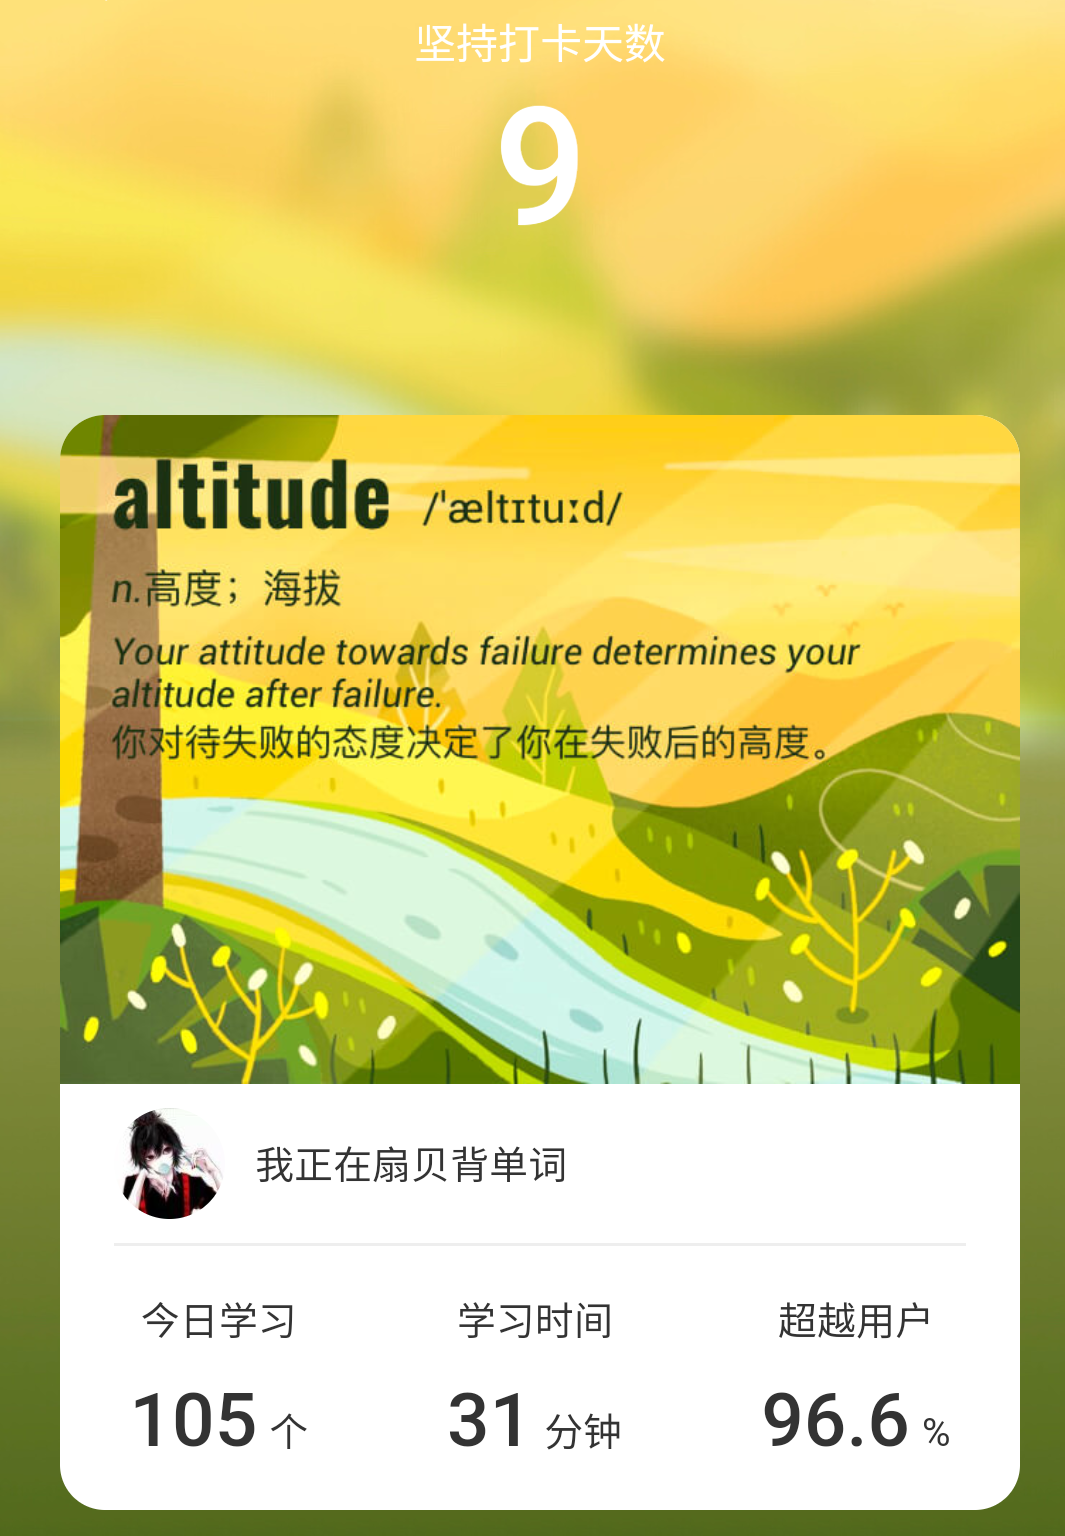 坚持打卡天数
9
altitude /ˈæltɪtuːd/
n.高度；海拔
Your attitude towards failure determines your
altitude after failure.
你对待失败的态度决定了你在失败后的高度。
我正在扇贝背单词
今日学习 学习时间 超越用户
105 个 31 分钟 96.6 %